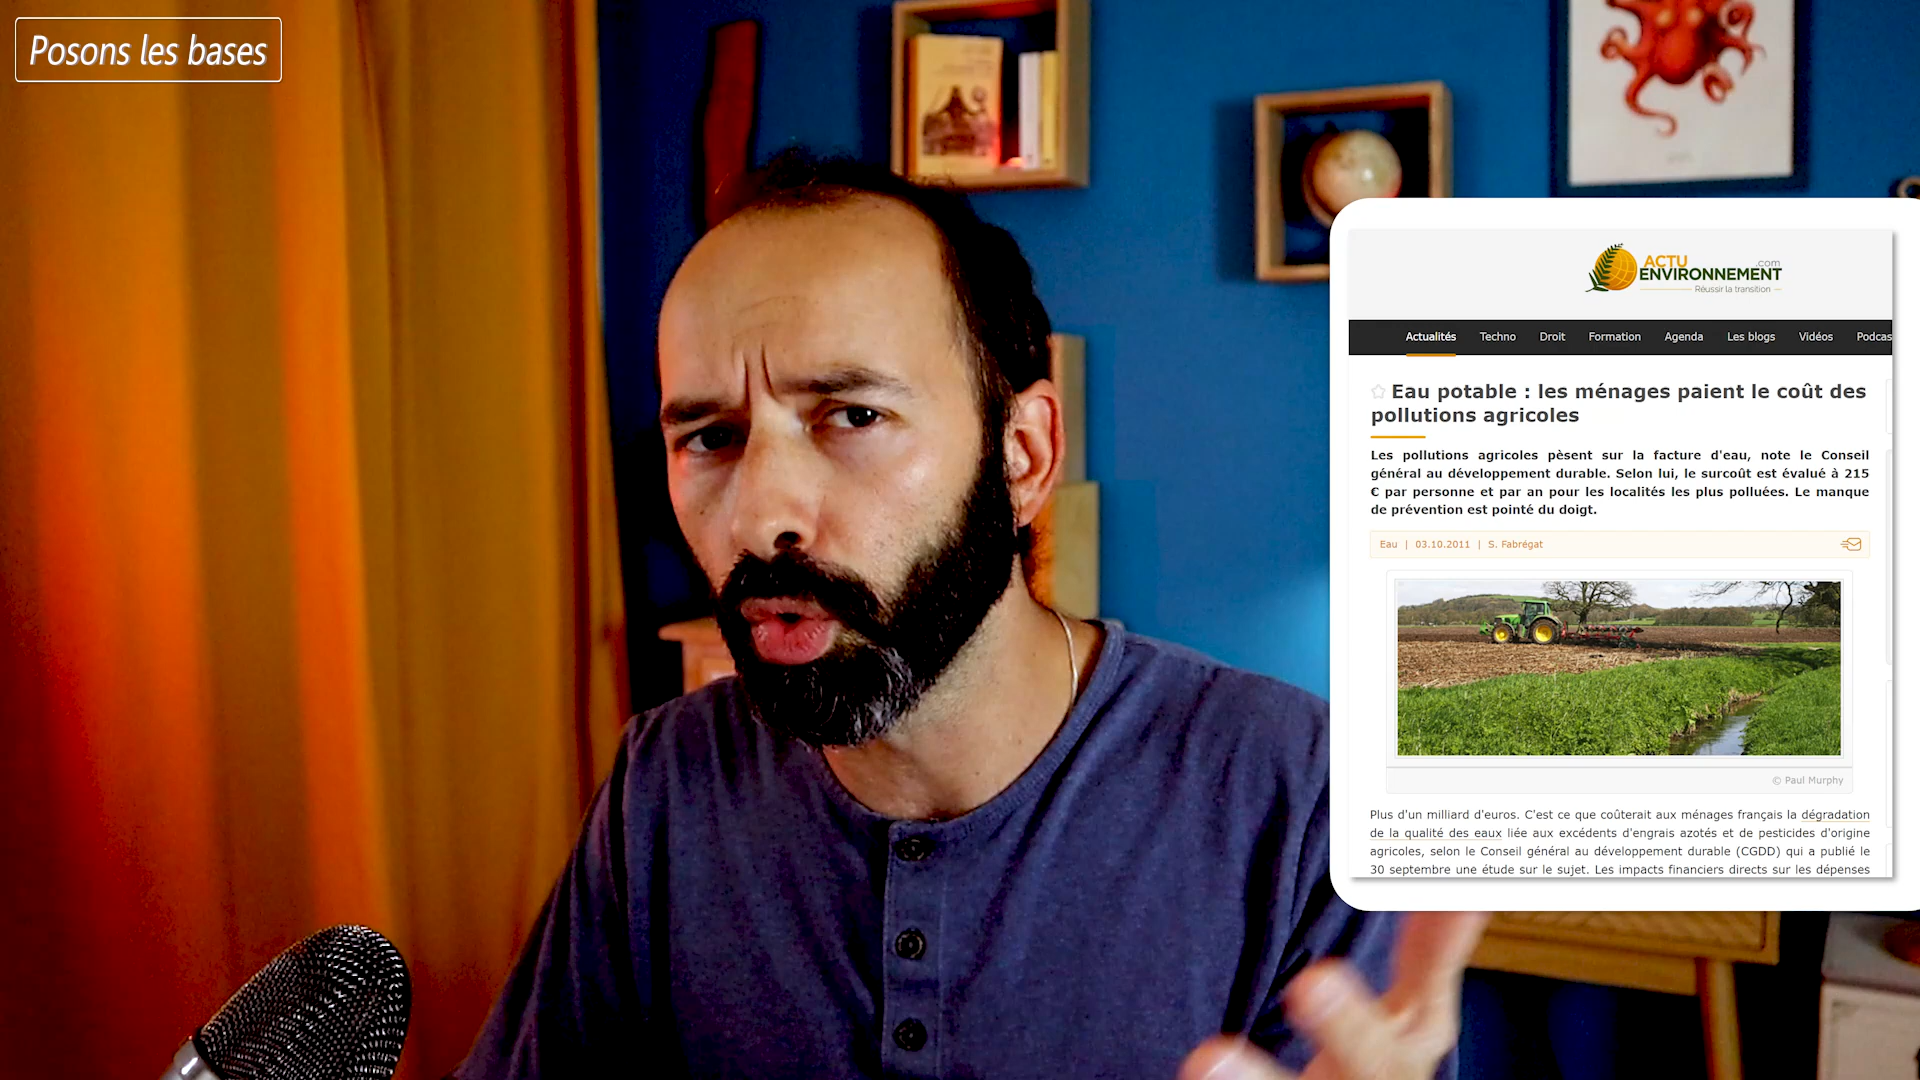 Posons les bases
ACTU
.com
ENVIRONNEMENT
Réussir la transition
Actualités Techno Droit Formation Agenda Les blogs Vidéos Podcas
Eau potable : les ménages paient le coût des
pollutions agricoles
Les pollutions agricoles pèsent sur la facture d'eau, note le Conseil
général au développement durable. Selon lui, le surcoût est évalué à 215
€ par personne et par an pour les localités les plus polluées. Le manque
de prévention est pointé du doigt.
Eau | 03.10.2011 | S. Fabrégat
© Paul Murphy
Plus d'un milliard d'euros. C'est ce que coûterait aux ménages français la dégradation
de la qualité des eaux liée aux excédents d'engrais azotés et de pesticides d'origine
agricoles, selon le Conseil général au développement durable (CGDD) qui a publié le
30 septembre une étude sur le sujet. Les impacts financiers directs sur les dépenses